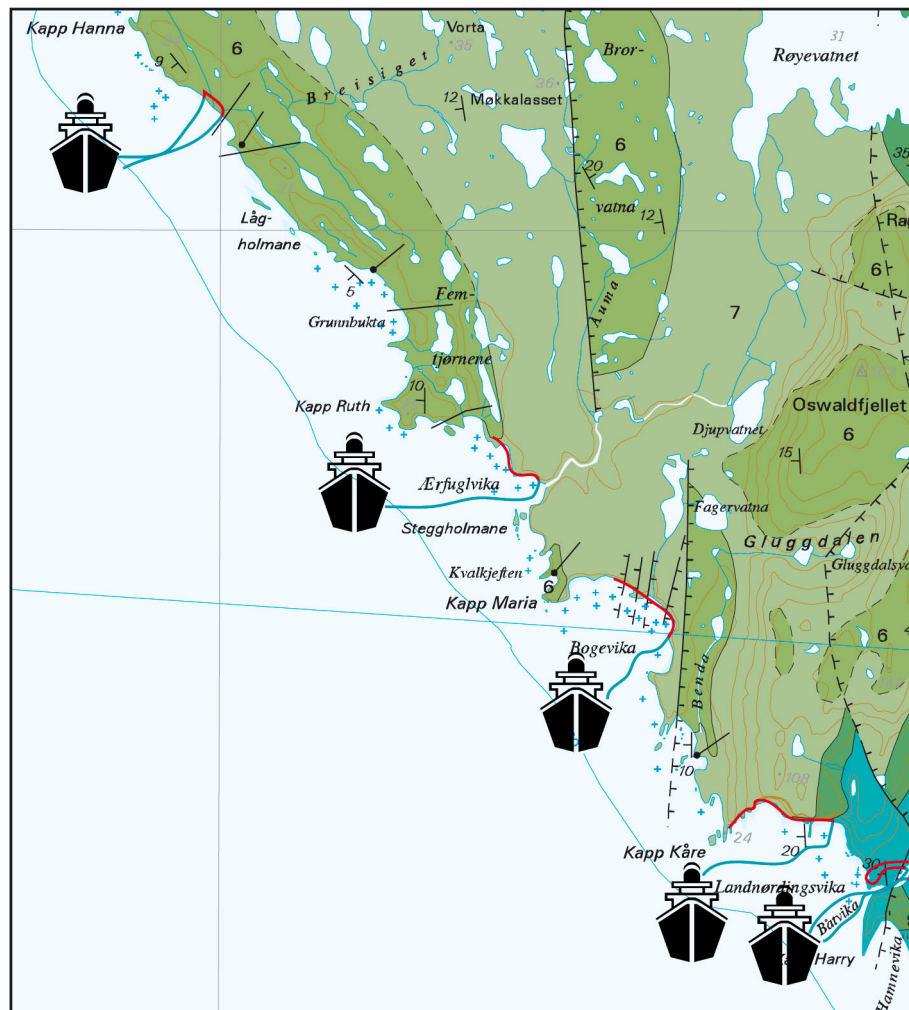 Kapp Hanna
9
6
Breisiget
Vorta
35
12
Møkkalasset
36
Bror-
6
20
vatna
12
31
Røyevatnet
35
Låg-
holmane
5
Grunnbukta
Fem-
tjørnene
10
Kapp Ruth
Auma
7
6
163
Oswaldfjellet
6
15
Djupvatnet
Ærfuglvika
Steggholmane
Fagervatna
Gluggdalen
Kvalkjeften
6
Kapp Maria
Bogevika
Benda
6
10
108
24
20
Kapp Kåre
Landnørdingsvika
30
Båtvika
Harry
Hamnevika